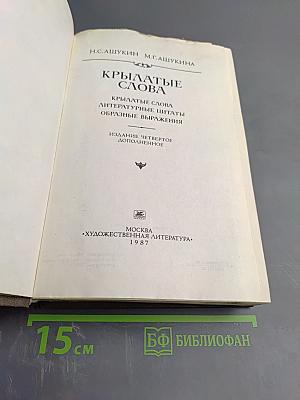 Н.С.АШУКИН М.Г.АШУКИНА
КРЫЛАТЫЕ
СЛОВА
КРЫЛАТЫЕ СЛОВА
ЛИТЕРАТУРНЫЕ ЦИТАТЫ
ОБРАЗНЫЕ ВЫРАЖЕНИЯ
ИЗДАНИЕ ЧЕТВЕРТОЕ
ДОПОЛНЕННОЕ
МОСКВА
«ХУДОЖЕСТВЕННАЯ ЛИТЕРАТУРА»
1987
15 см
БФ БИБЛИОФАН